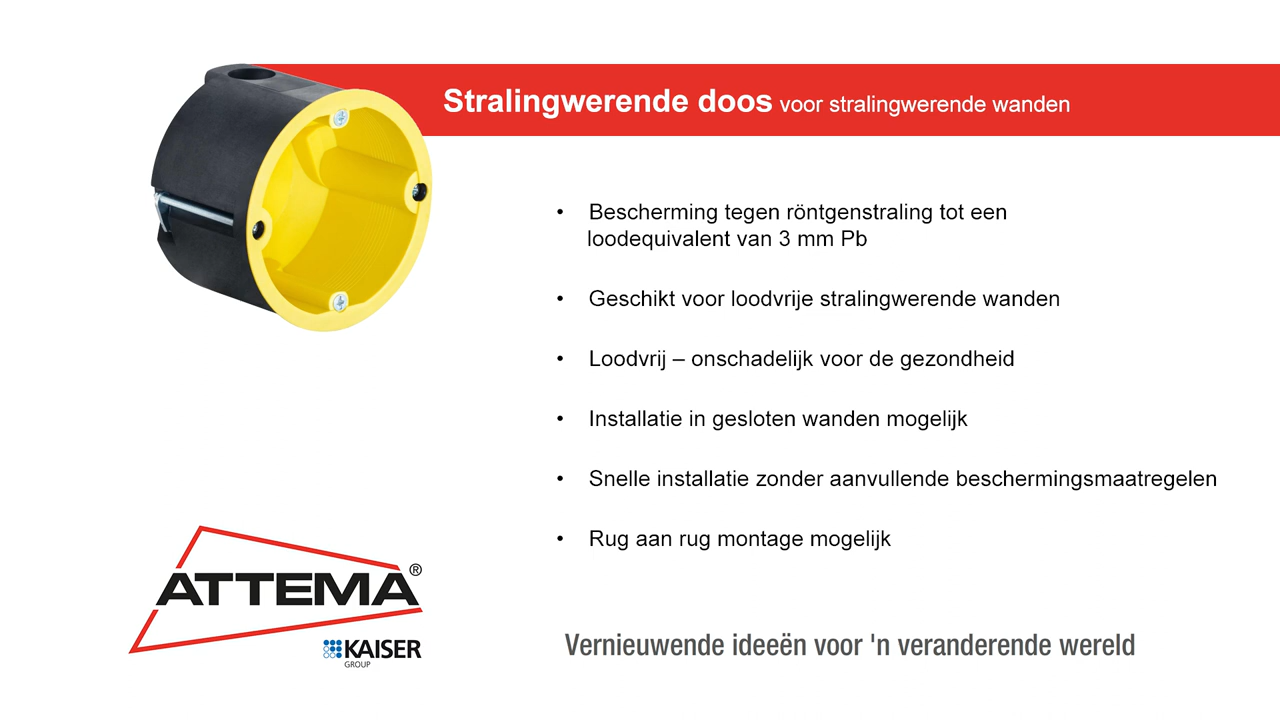 Stralingwerende doos voor stralingwerende wanden
• Bescherming tegen röntgenstraling tot een
loodequivalent van 3 mm Pb
• Geschikt voor loodvrije stralingwerende wanden
• Loodvrij – onschadelijk voor de gezondheid
• Installatie in gesloten wanden mogelijk
• Snelle installatie zonder aanvullende beschermingsmaatregelen
• Rug aan rug montage mogelijk
ATTEMA®
KAISER
GROUP
Vernieuwende ideeën voor 'n veranderende wereld